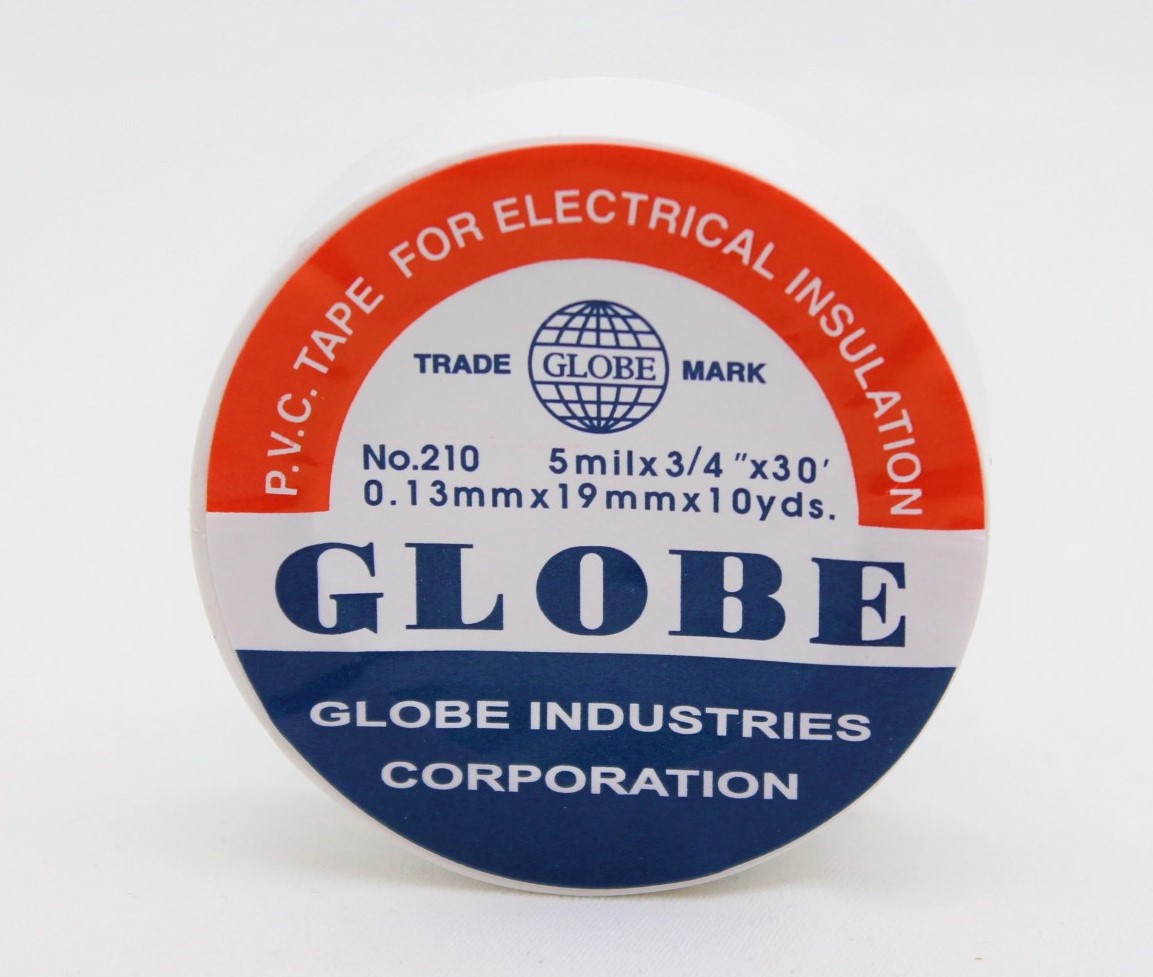 P.V.C. TAPE FOR ELECTRICAL INSULATION
TRADE GLOBE MARK
No.210 5milx3/4"x30'
0.13mmx19mmx10yds.
GLOBE
GLOBE INDUSTRIES
CORPORATION